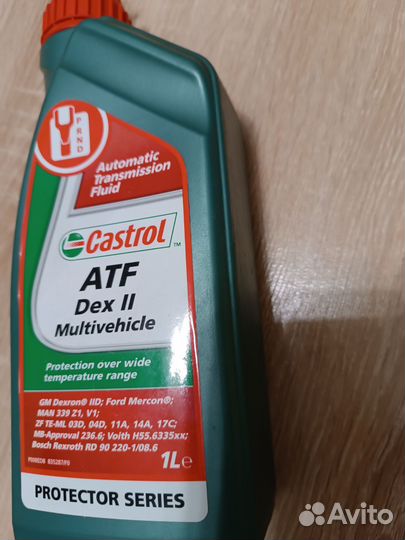 P
R
N
D
Automatic
Transmission
Fluid
Castrol™
ATF
Dex II
Multivehicle
Protection over wide
temperature range
GM Dexron® IID; Ford Mercon®;
MAN 339 Z1, V1;
ZF TE-ML 03D, 04D, 11A, 14A, 17C;
MB-Approval 236.6; Voith H55.6335xx;
Bosch Rexroth RD 90 220-1/08.6
1L℮
PROTECTOR SERIES
Avito